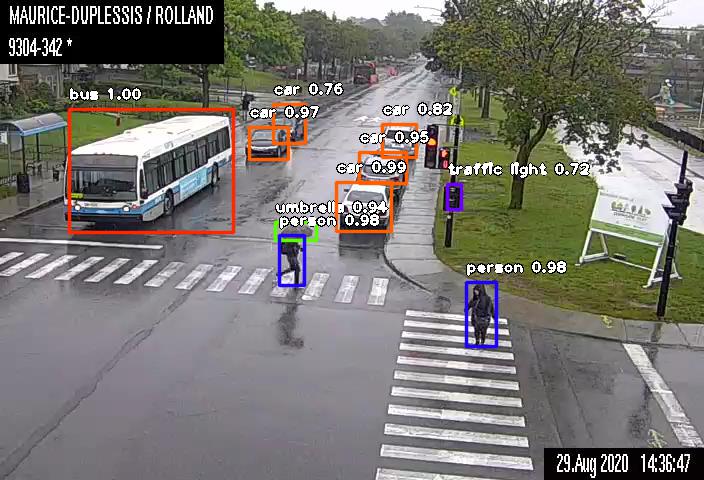 MAURICE-DUPLESSIS / ROLLAND
9304-342 *
car 0.76
bus 1.00
car 0.97
car 0.82
car 0.95
car 0.99
traffic light 0.72
umbrella 0.94
person 0.98
person 0.98
29.Aug 2020 14:36:47